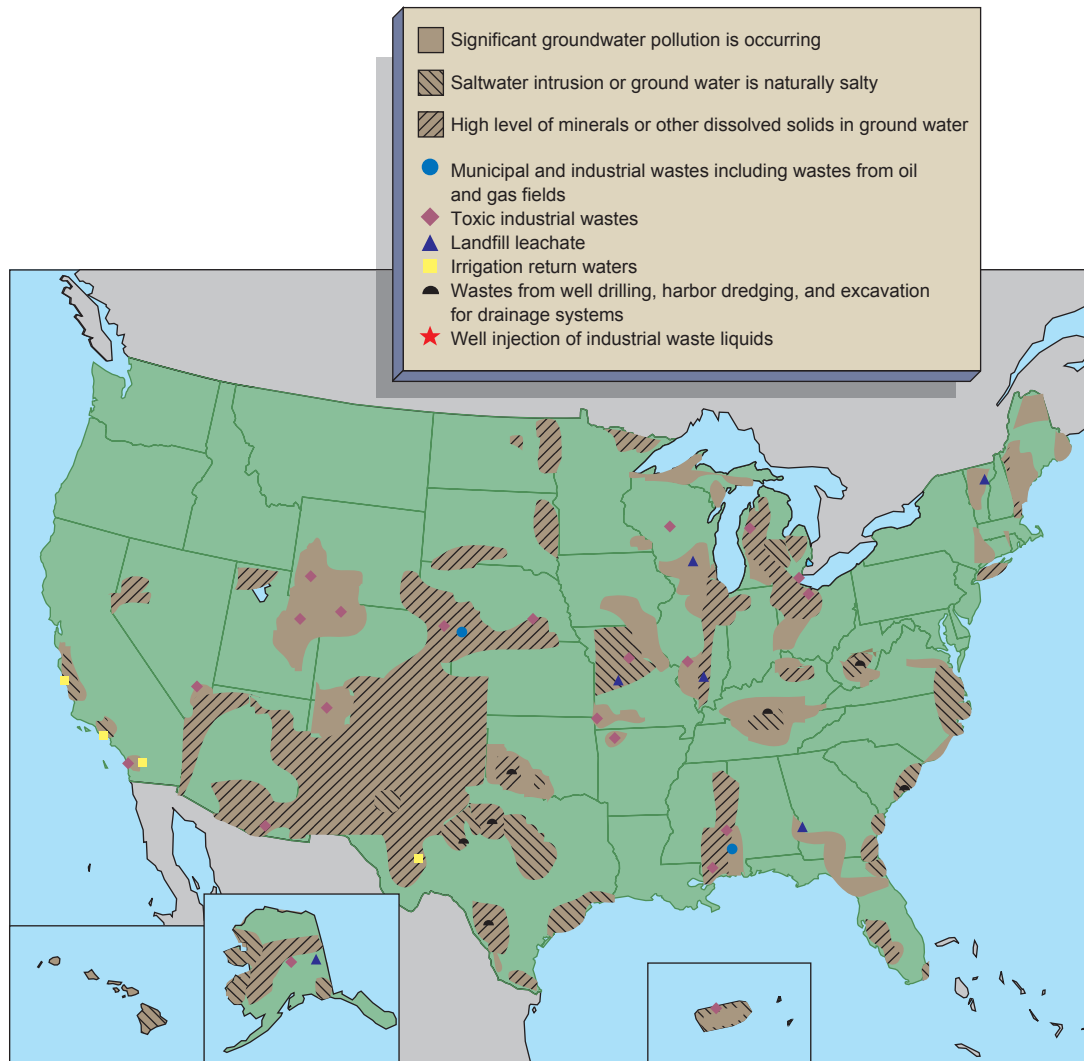 Significant groundwater pollution is occurring
Saltwater intrusion or ground water is naturally salty
High level of minerals or other dissolved solids in ground water
Municipal and industrial wastes including wastes from oil
and gas fields
Toxic industrial wastes
Landfill leachate
Irrigation return waters
Wastes from well drilling, harbor dredging, and excavation
for drainage systems
Well injection of industrial waste liquids